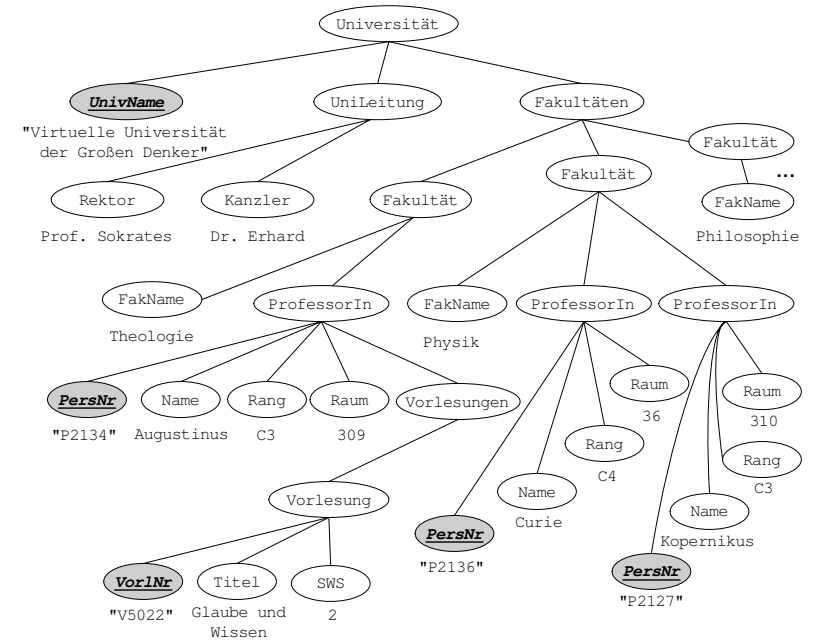 Universität
UnivName
UniLeitung
Fakultäten
"Virtuelle Universität
der Großen Denker"
Fakultät
...
Fakultät
Rektor
Kanzler
Fakultät
FakName
Prof. Sokrates
Dr. Erhard
Philosophie
FakName
ProfessorIn
FakName
ProfessorIn
ProfessorIn
Theologie
Physik
PersNr
Name
Rang
Raum
Vorlesungen
Raum
Raum
"P2134"
Augustinus
C3
309
36
310
Rang
Rang
C4
C3
Vorlesung
Name
Name
Curie
Kopernikus
PersNr
"P2136"
VorlNr
Titel
SWS
PersNr
"V5022"
Glaube und
Wissen
2
"P2127"